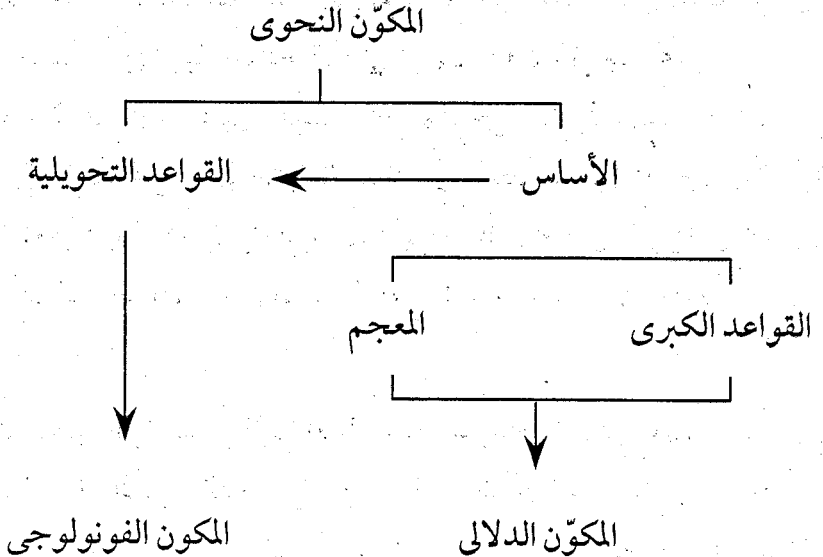 المكوّن النحوى
الأساس
القواعد التحويلية
القواعد الكبرى
المعجم
المكوّن الدلالى
المكون الفونولوجى